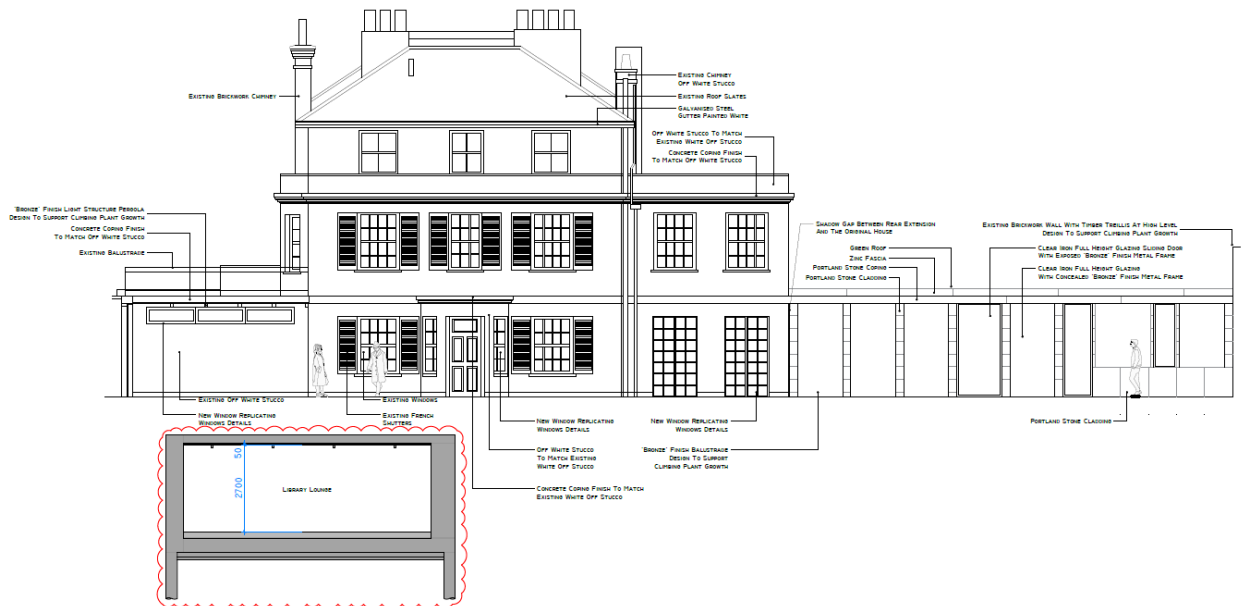 Existing Chimney
Off White Stucco
Existing Brickwork Chimney
Existing Roof Slates
Galvanised Steel
Gutter Painted White
Off White Stucco To Match
Existing White Off Stucco
Concrete Coping Finish
To Match Off White Stucco
'Bronze' Finish Light Structure Pergola
Design To Support Climbing Plant Growth
Concrete Coping Finish
To Match Off White Stucco
Existing Balustrade
Shadow Gap Between Rear Extension
And The Original House
Green Roof
Zinc Fascia
Portland Stone Coping
Portland Stone Cladding
Existing Brickwork Wall With Timber Treillis At High Level
Design To Support Climbing Plant Growth
Clear Iron Full Height Glazing Sliding Door
With Exposed 'Bronze' Finish Metal Frame
Clear Iron Full Height Glazing
With Concealed 'Bronze' Finish Metal Frame
Existing Off White Stucco
New Window Replicating
Windows Details
Existing Windows
Existing French
Shutters
New Window Replicating
Windows Details
Off White Stucco
To Match Existing
White Off Stucco
Concrete Coping Finish To Match
Existing White Off Stucco
New Window Replicating
Windows Details
'Bronze' Finish Balustrade
Design To Support
Climbing Plant Growth
Portland Stone Cladding
50
2700
Library Lounge